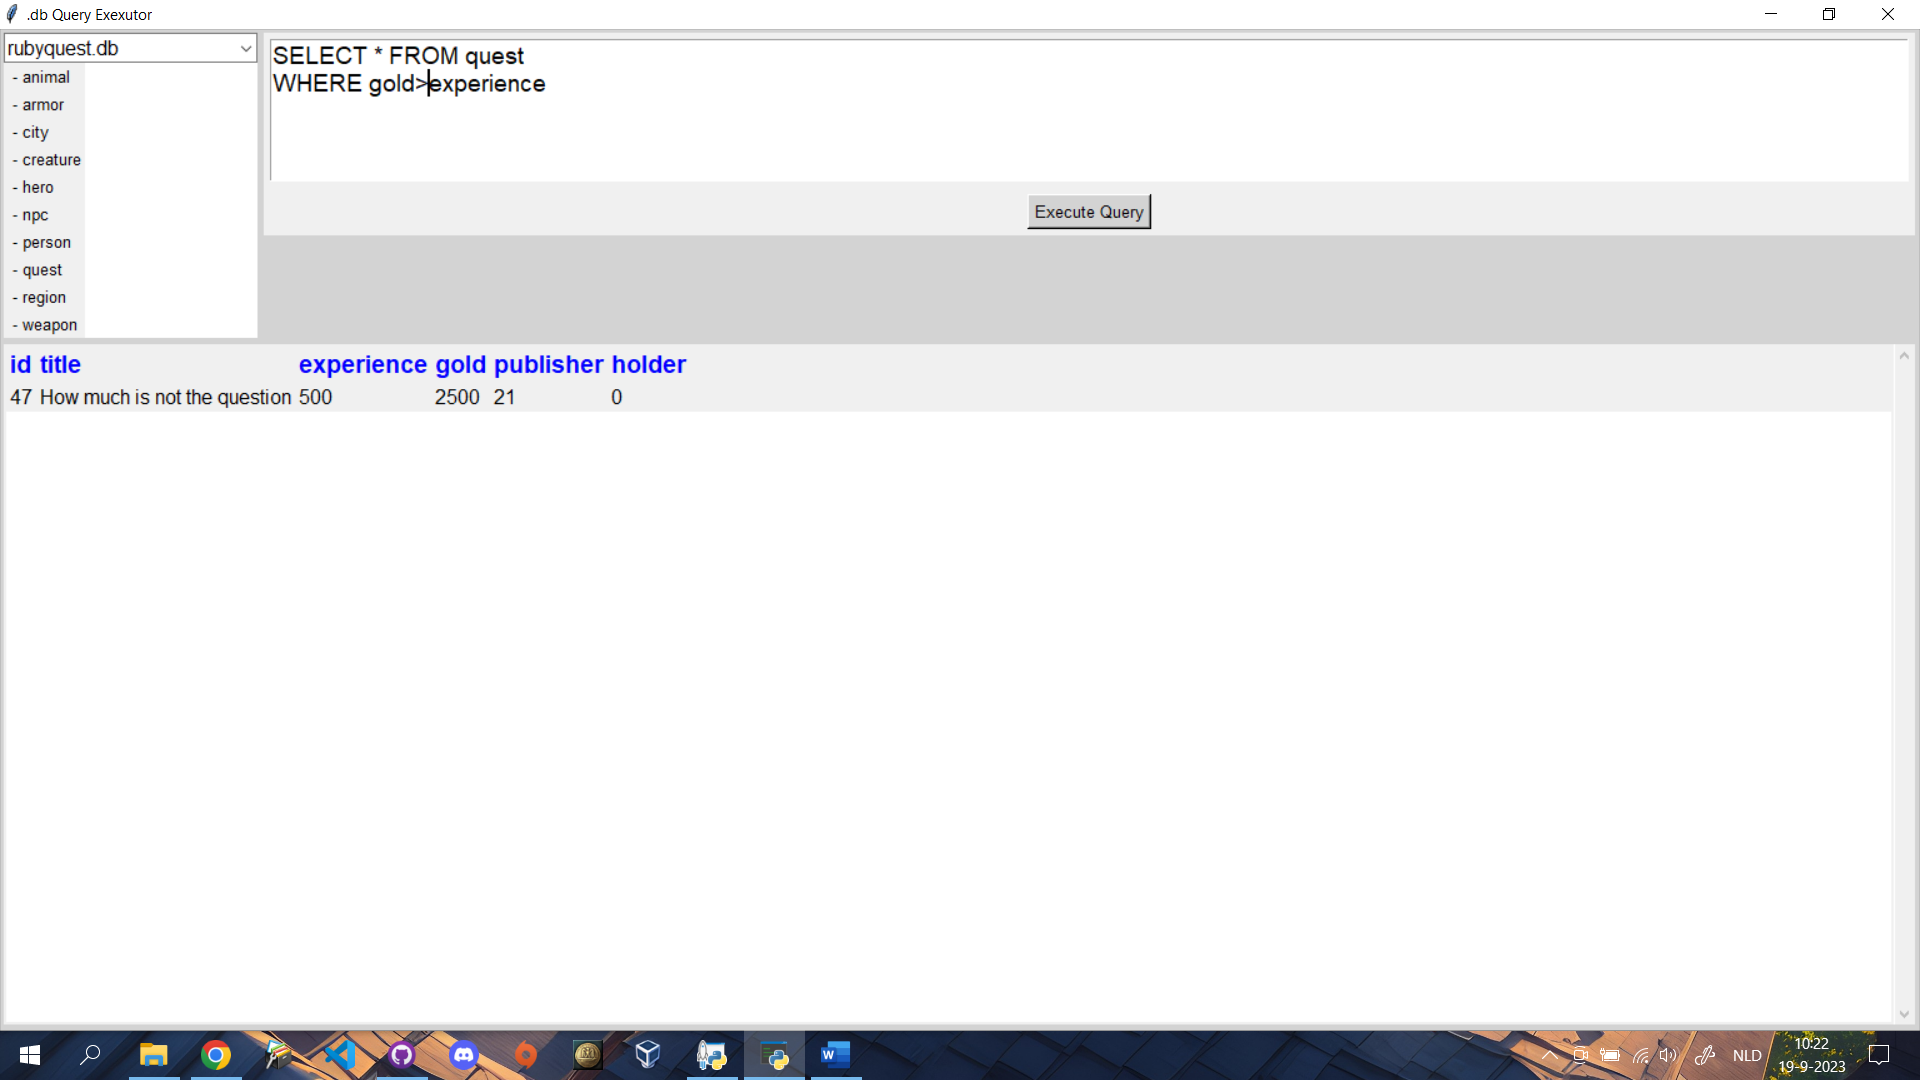 .db Query Exexutor
rubyquest.db
- animal
- armor
- city
- creature
- hero
- npc
- person
- quest
- region
- weapon
SELECT * FROM quest
WHERE gold>experience
Execute Query
id title experience gold publisher holder
47 How much is not the question 500 2500 21 0
NLD
10:22
19-9-2023